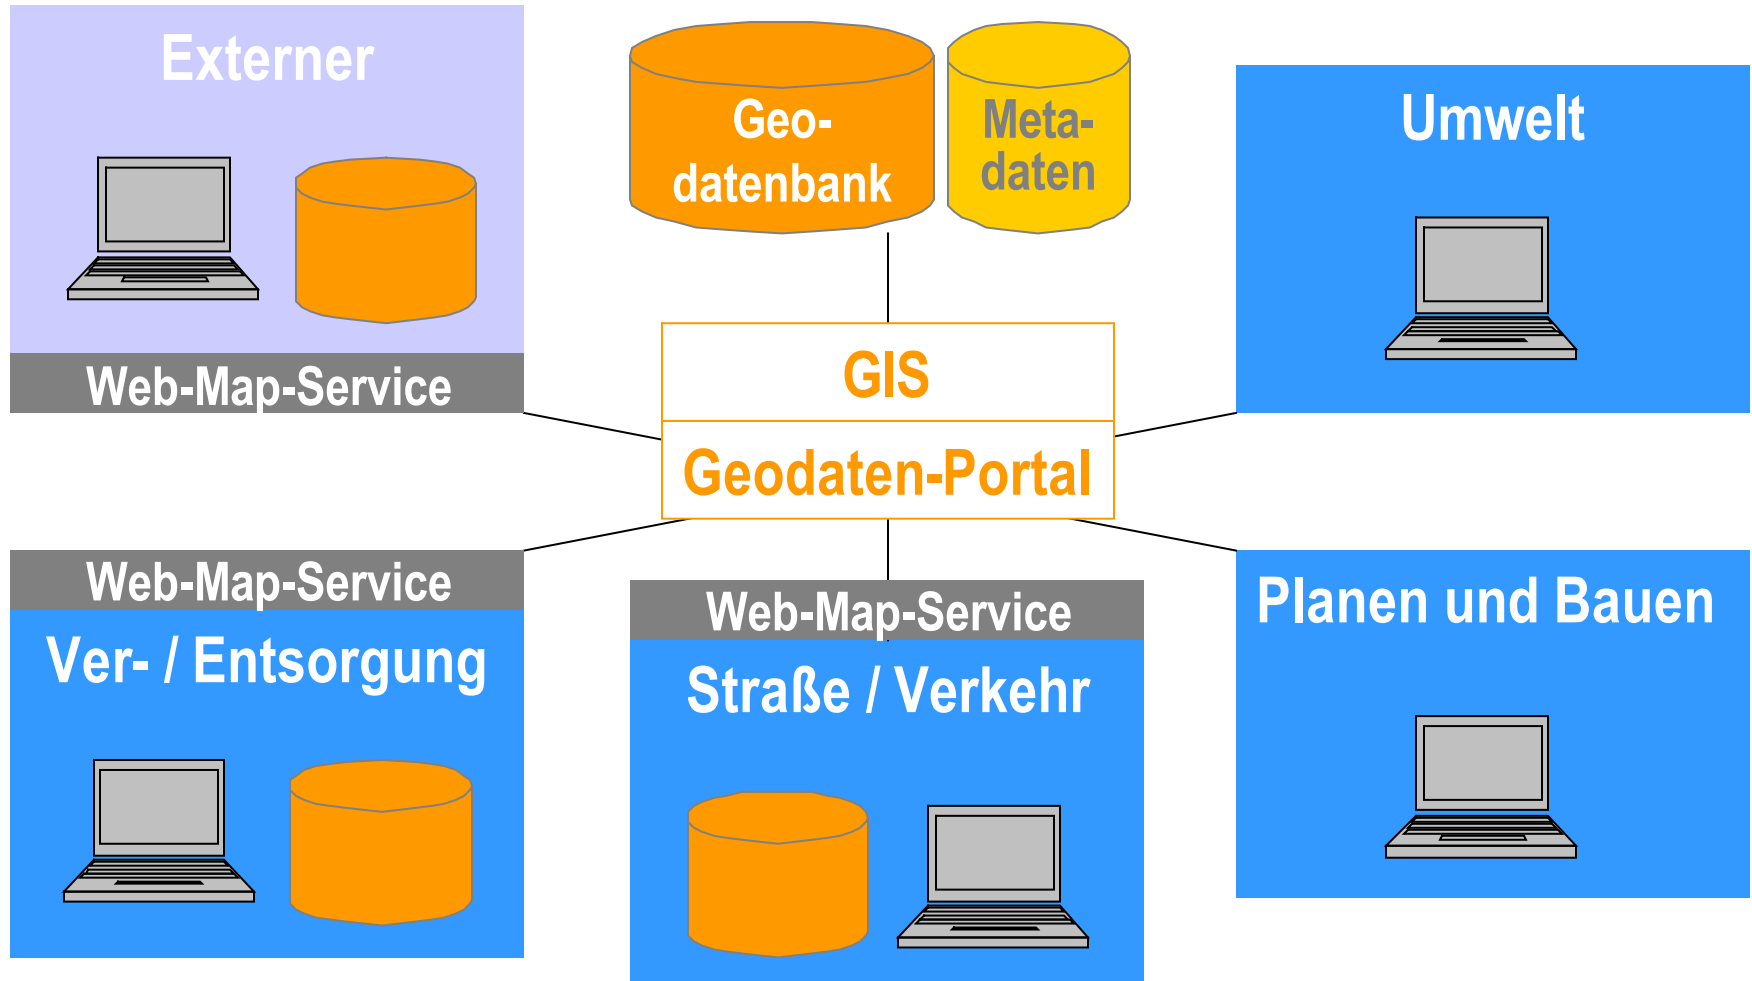 Externer
Web-Map-Service
Geo-
datenbank
Meta-
daten
Umwelt
GIS
Geodaten-Portal
Web-Map-Service
Ver- / Entsorgung
Web-Map-Service
Straße / Verkehr
Planen und Bauen